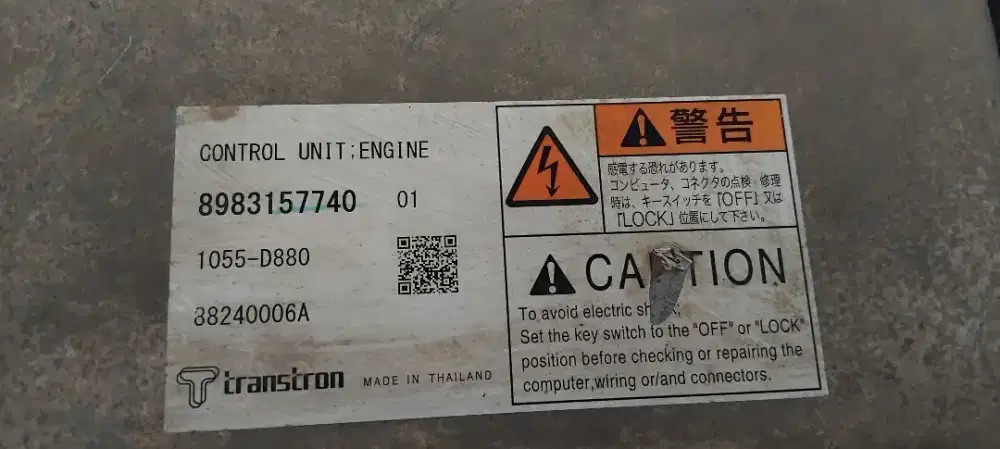 CONTROL UNIT;ENGINE
8983157740 01
1055-D880
38240006A
transtron MADE IN THAILAND
警告
感電する恐れがあります。
コンピュータ、コネクタの点検・修理
時は、キースイッチを「OFF」又は
「LOCK」位置にして下さい。
CAUTION
To avoid electric shock,
Set the key switch to the "OFF" or "LOCK"
position before checking or repairing the
computer,wiring or/and connectors.